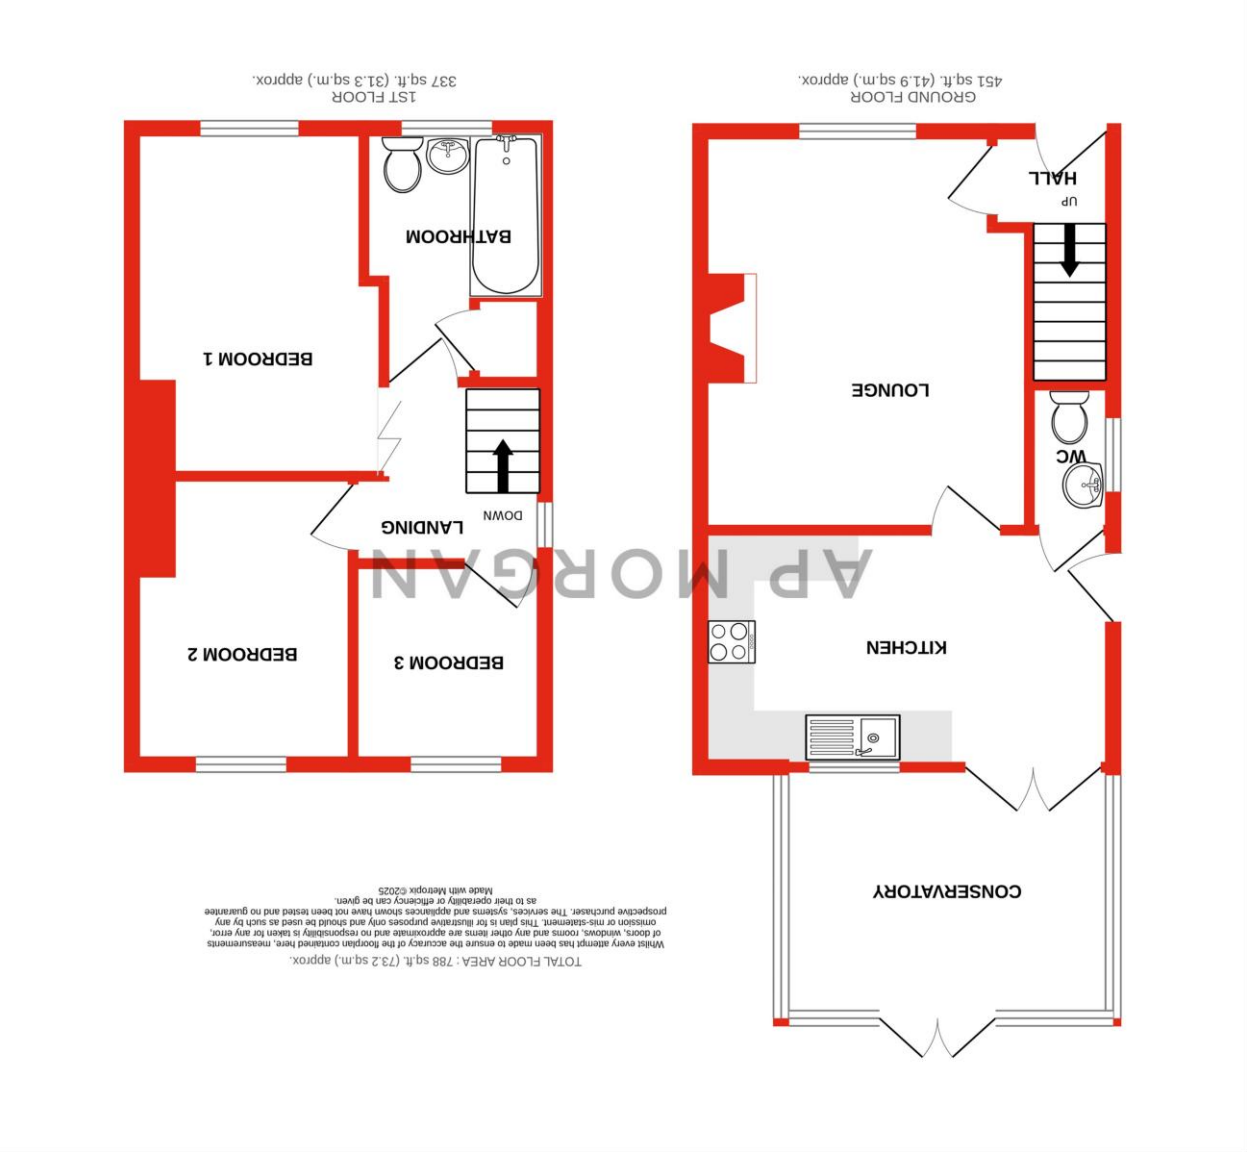 CONSERVATORY
KITCHEN
WC
LOUNGE
UP
HALL
GROUND FLOOR
451 sq.ft. (41.9 sq.m.) approx.
TOTAL FLOOR AREA : 788 sq.ft. (73.2 sq.m.) approx.
Whilst every attempt has been made to ensure the accuracy of the floorplan contained here, measurements
of doors, windows, rooms and any other items are approximate and no responsibility is taken for any error,
omission or mis-statement. This plan is for illustrative purposes only and should be used as such by any
prospective purchaser. The services, systems and appliances shown have not been tested and no guarantee
as to their operability or efficiency can be given.
Made with Metropix ©2025
BEDROOM 3
BEDROOM 2
AP MORGAN
LANDING
DOWN
BEDROOM 1
BATHROOM
1ST FLOOR
337 sq.ft. (31.3 sq.m.) approx.